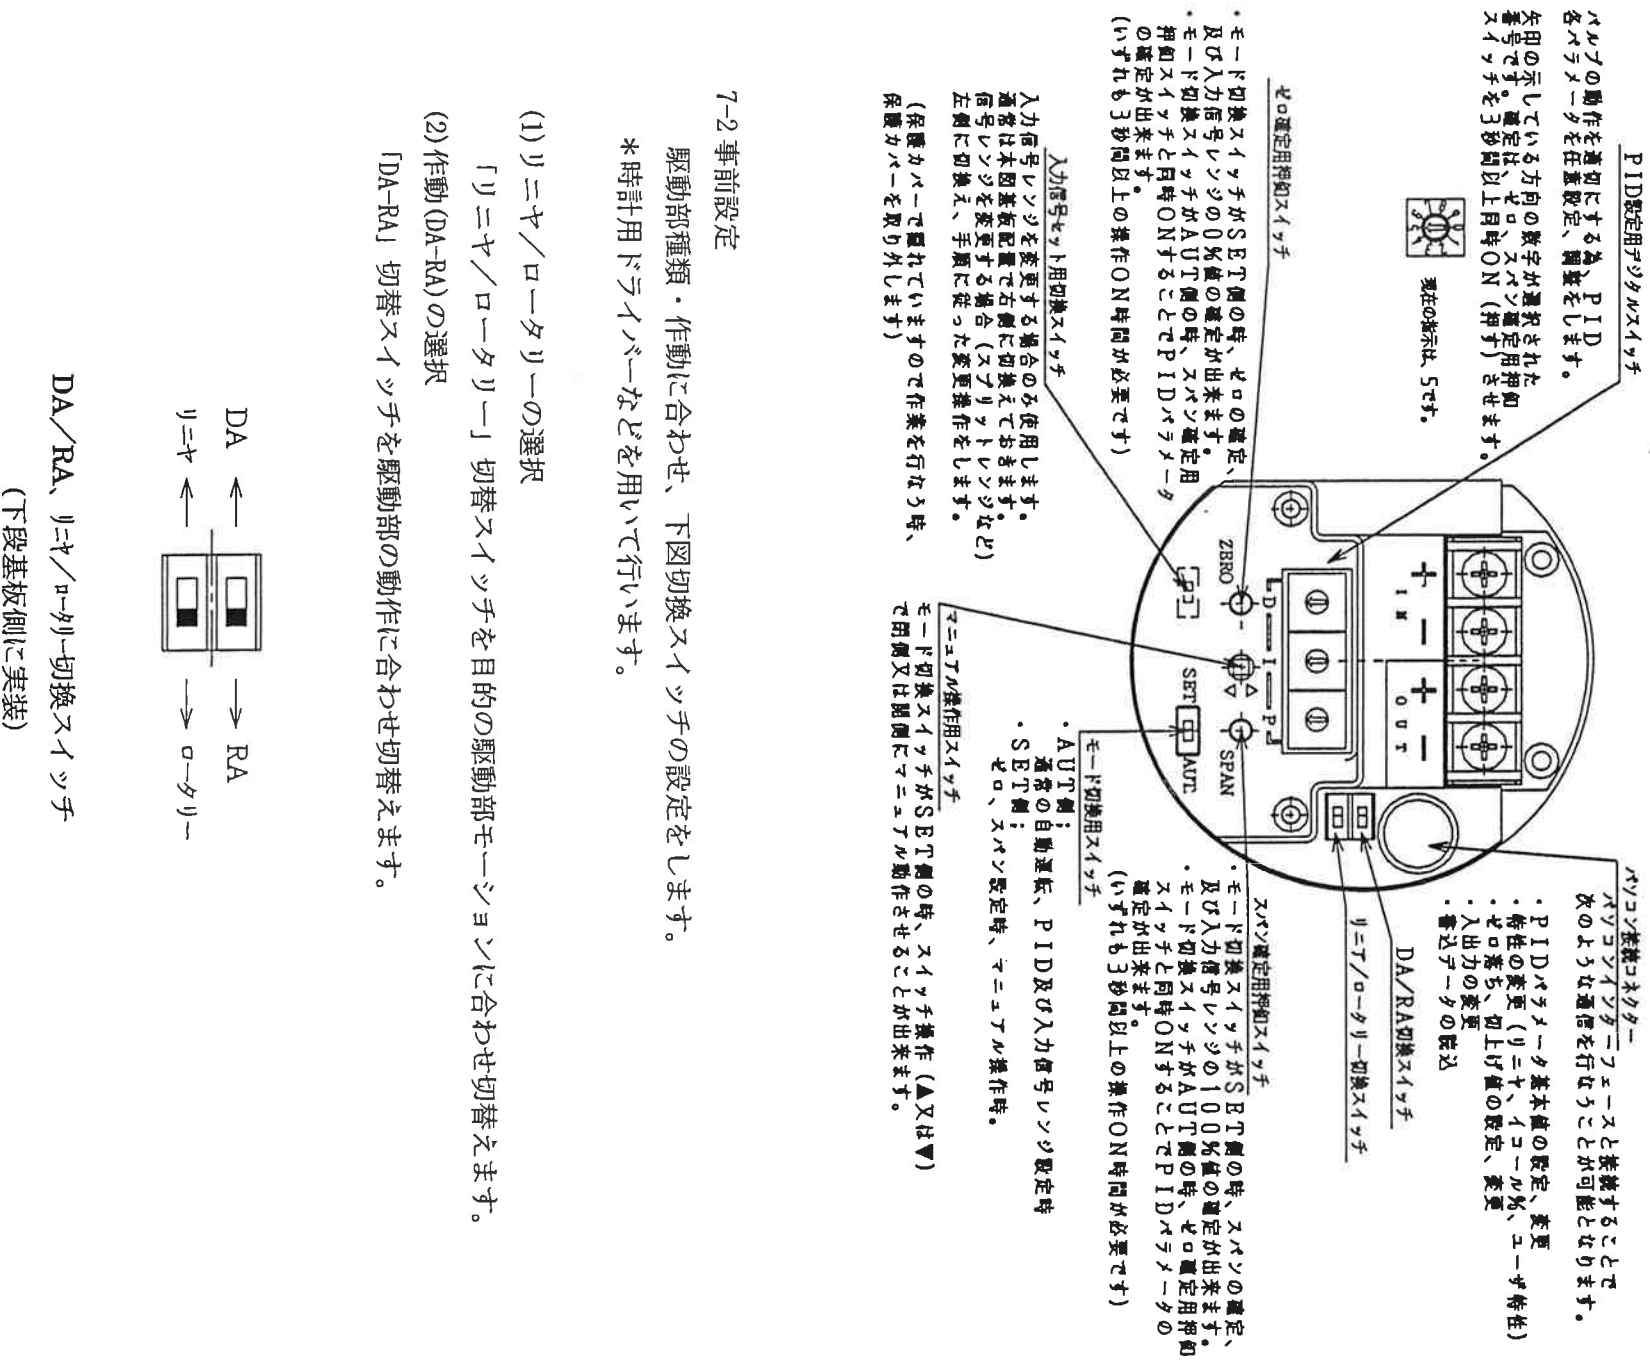 PID設定用デジタルスイッチ
バルブの動作を適切にする為、PID
各パラメータを任意設定、調整をします。
矢印の示している方向の数字が選択された
番号です。確定は、ゼロ、スパン確定用押釦
スイッチを3秒間以上同時ON(押す)させます。
現在の指示は、5です。
ゼロ確定用押釦スイッチ
・モード切換スイッチがSET側の時、ゼロの確定、
及び入力信号レンジの0%値の確定が出来ます。
・モード切換スイッチがAUT側の時、スパン確定用
押釦スイッチと同時ONすることでPIDパラメータ
の確定が出来ます。
(いずれも3秒間以上の操作ON時間が必要です)
入力信号セット用切換スイッチ
入力信号レンジを変更する場合のみ使用します。
通常は本図基板配置で右側に切換えておきます。
信号レンジを変更する場合(スプリットレンジなど)
左側に切換え、手順に従った変更操作をします。
(保護カバーで隠れていますので作業を行なう時、
保護カバーを取り外します)
+ − + −
IN OUT
D I P
ZERO SPAN
SET AUT
パソコン接続コネクター
パソコンインターフェースと接続することで
次のような通信を行なうことが可能となります。
・PIDパラメータ基本値の設定、変更
・特性の変更(リニヤ、イコール%、ユーザ特性)
・ゼロ落ち、切上げ値の設定、変更
・入出力の変更
・書込データの読込
DA/RA切換スイッチ
リニア/ロータリー切換スイッチ
スパン確定用押釦スイッチ
・モード切換スイッチがSET側の時、スパンの確定、
及び入力信号レンジの100%値の確定が出来ます。
・モード切換スイッチがAUT側の時、ゼロ確定用押釦
スイッチと同時ONすることでPIDパラメータの
確定が出来ます。
(いずれも3秒間以上の操作ON時間が必要です)
モード切換用スイッチ
・AUT側;
通常の自動運転、PID及び入力信号レンジ設定時
・SET側;
ゼロ、スパン設定時、マニュアル操作時。
マニュアル操作用スイッチ
モード切換スイッチがSET側の時、スイッチ操作(▲又は▼)
で閉側又は開側にマニュアル動作させることが出来ます。
7-2 事前設定
駆動部種類・作動に合わせ、下図切換スイッチの設定をします。
*時計用ドライバーなどを用いて行います。
(1) リニヤ/ロータリーの選択
「リニヤ/ロータリー」切替スイッチを目的の駆動部モーションに合わせ切替えます。
(2) 作動(DA-RA)の選択
「DA-RA」切替スイッチを駆動部の動作に合わせ切替えます。
DA ← → RA
リニヤ ← → ロータリー
DA/RA、リニヤ/ロータリー切換スイッチ
(下段基板側に実装)